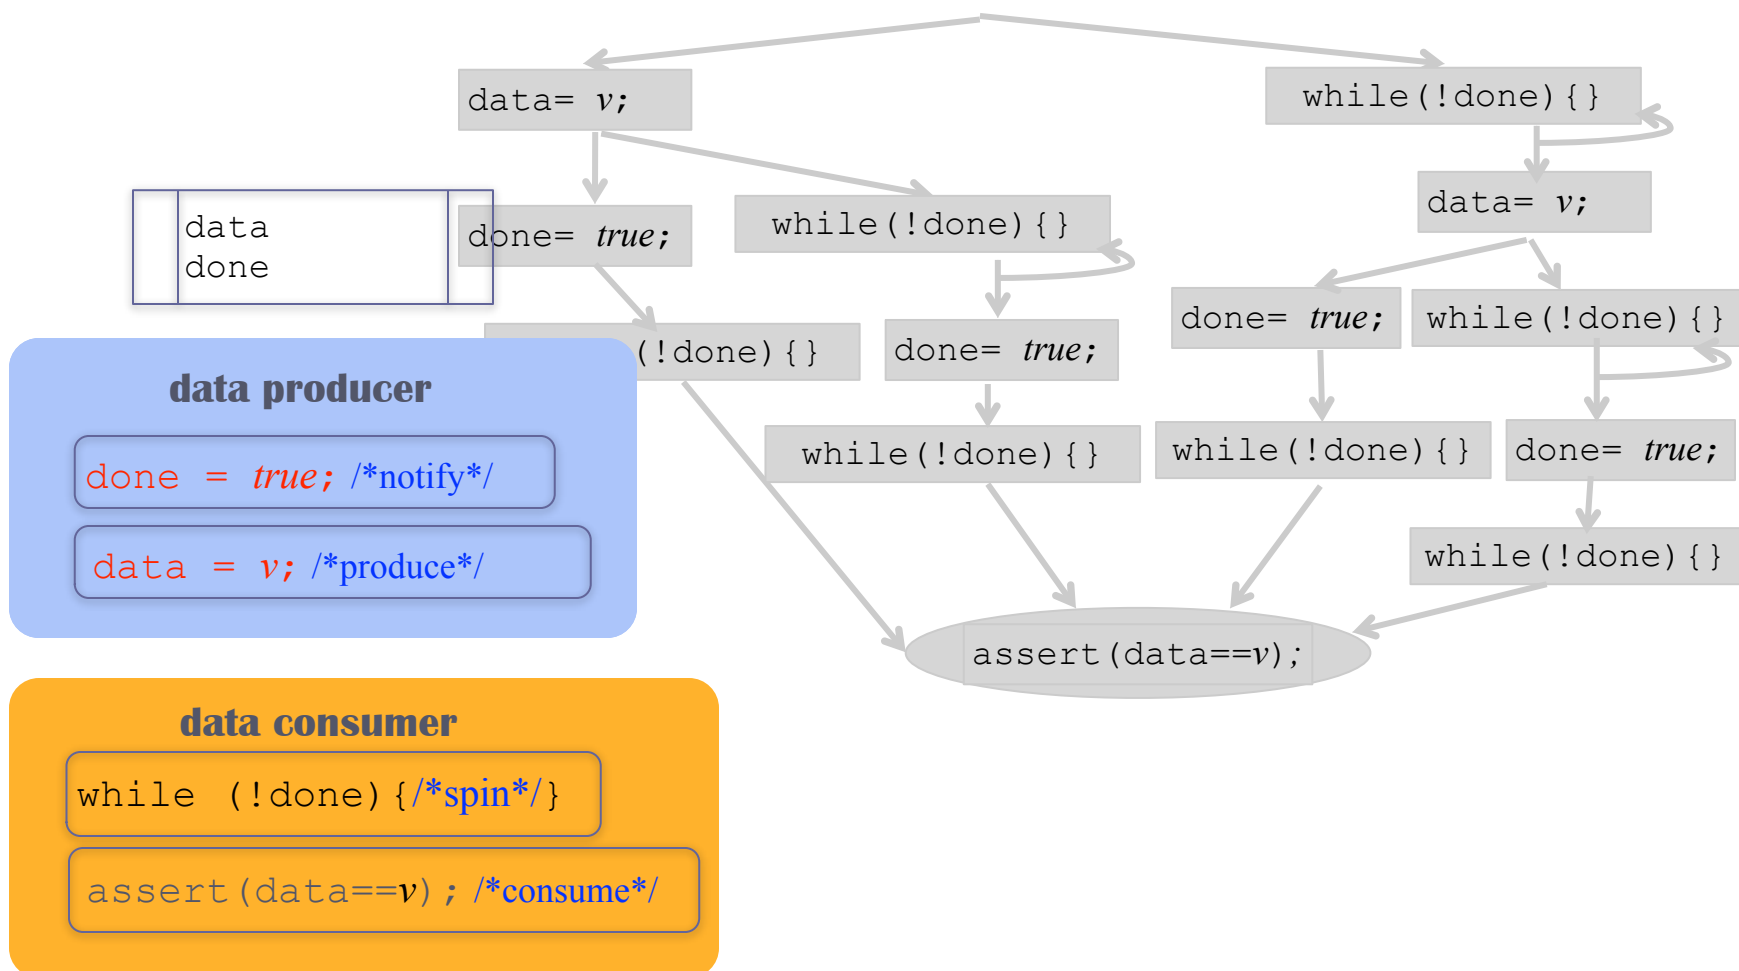 data= v;
while(!done){}
data
done
done= true;
while(!done){}
data= v;
(!done){}
done= true;
done= true;
while(!done){}
while(!done){}
while(!done){}
done= true;
while(!done){}
assert(data==v);
data producer
done = true; /*notify*/
data = v; /*produce*/
data consumer
while (!done){/*spin*/}
assert(data==v); /*consume*/